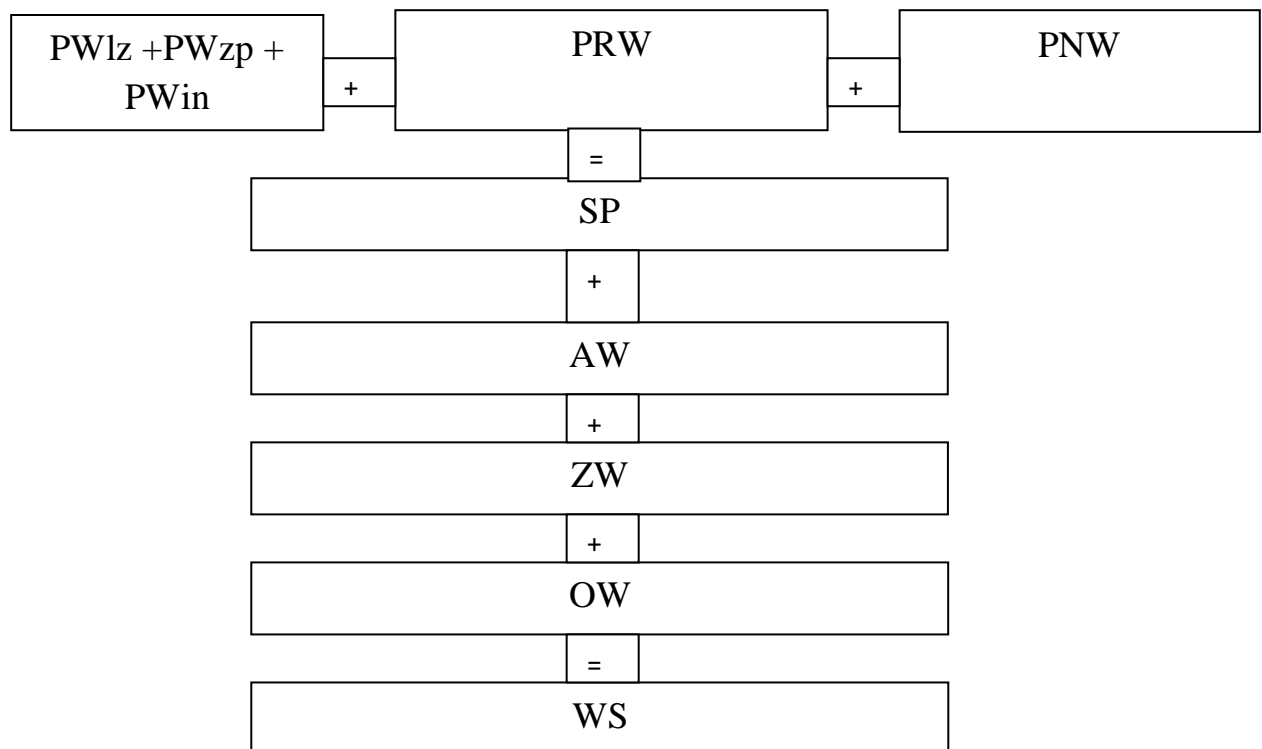 PWlz +PWzp +
PWin
+
PRW
+
PNW
=
SP
+
AW
+
ZW
+
OW
=
WS